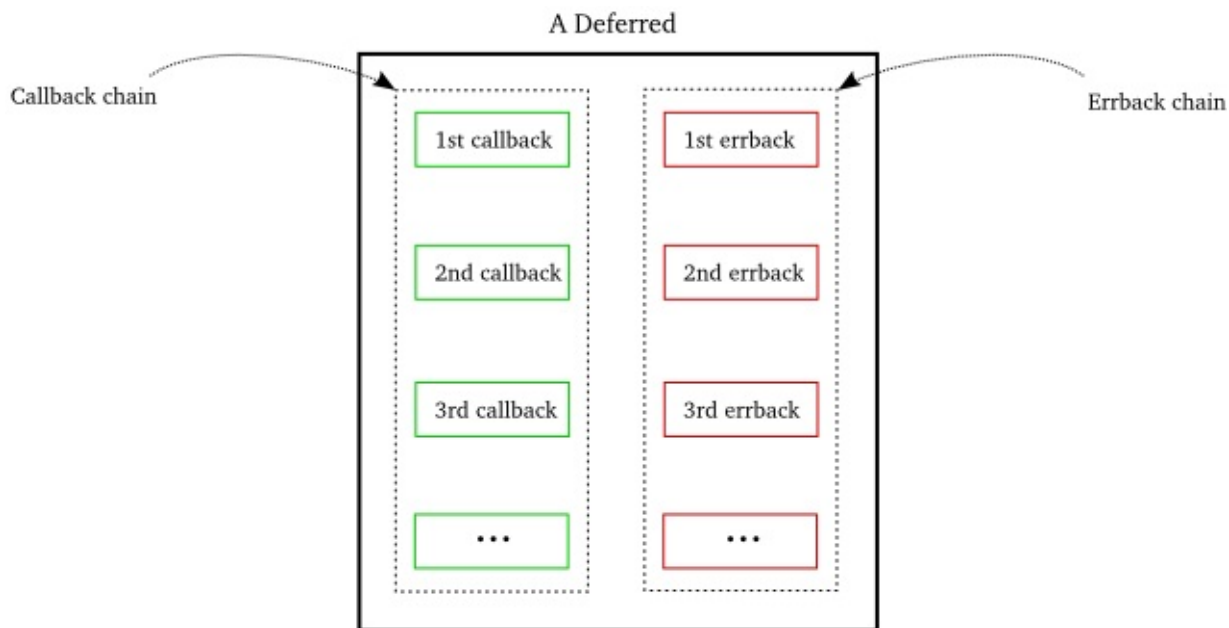 A Deferred
Callback chain
Errback chain
1st callback
1st errback
2nd callback
2nd errback
3rd callback
3rd errback
...
...